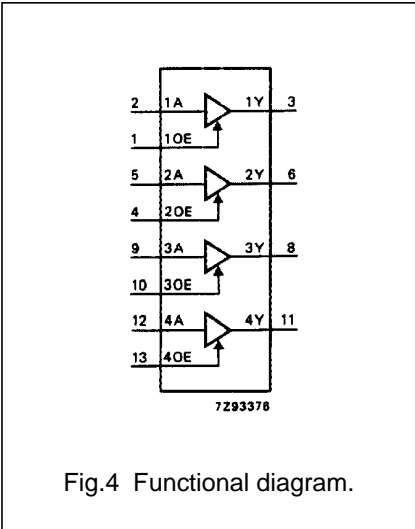 2 1A 1Y 3
1 1OE
5 2A 2Y 6
4 2OE
9 3A 3Y 8
10 3OE
12 4A 4Y 11
13 4OE
7Z93376
Fig.4 Functional diagram.